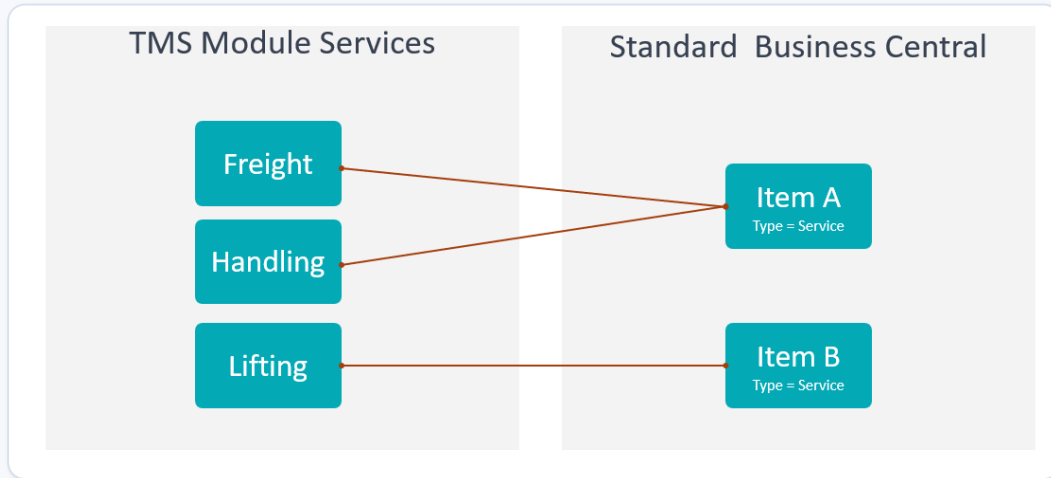 TMS Module Services
Standard Business Central
Freight
Handling
Lifting
Item A
Type = Service
Item B
Type = Service